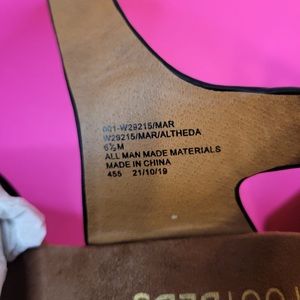 001-W29215/MAR
W29215/MAR/ALTHEDA
6½M
ALL MAN MADE MATERIALS
MADE IN CHINA
455 21/10/19